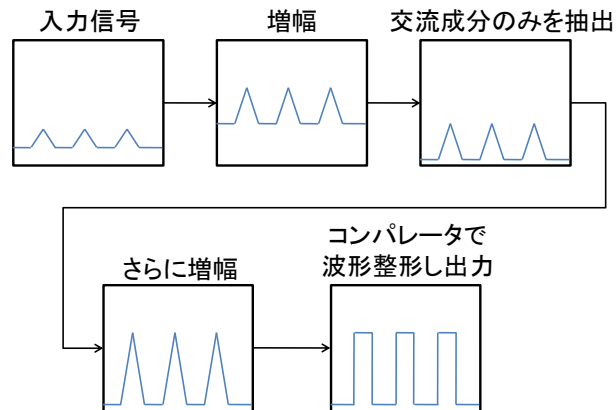 入力信号
増幅
交流成分のみを抽出
さらに増幅
コンパレータで
波形整形し出力